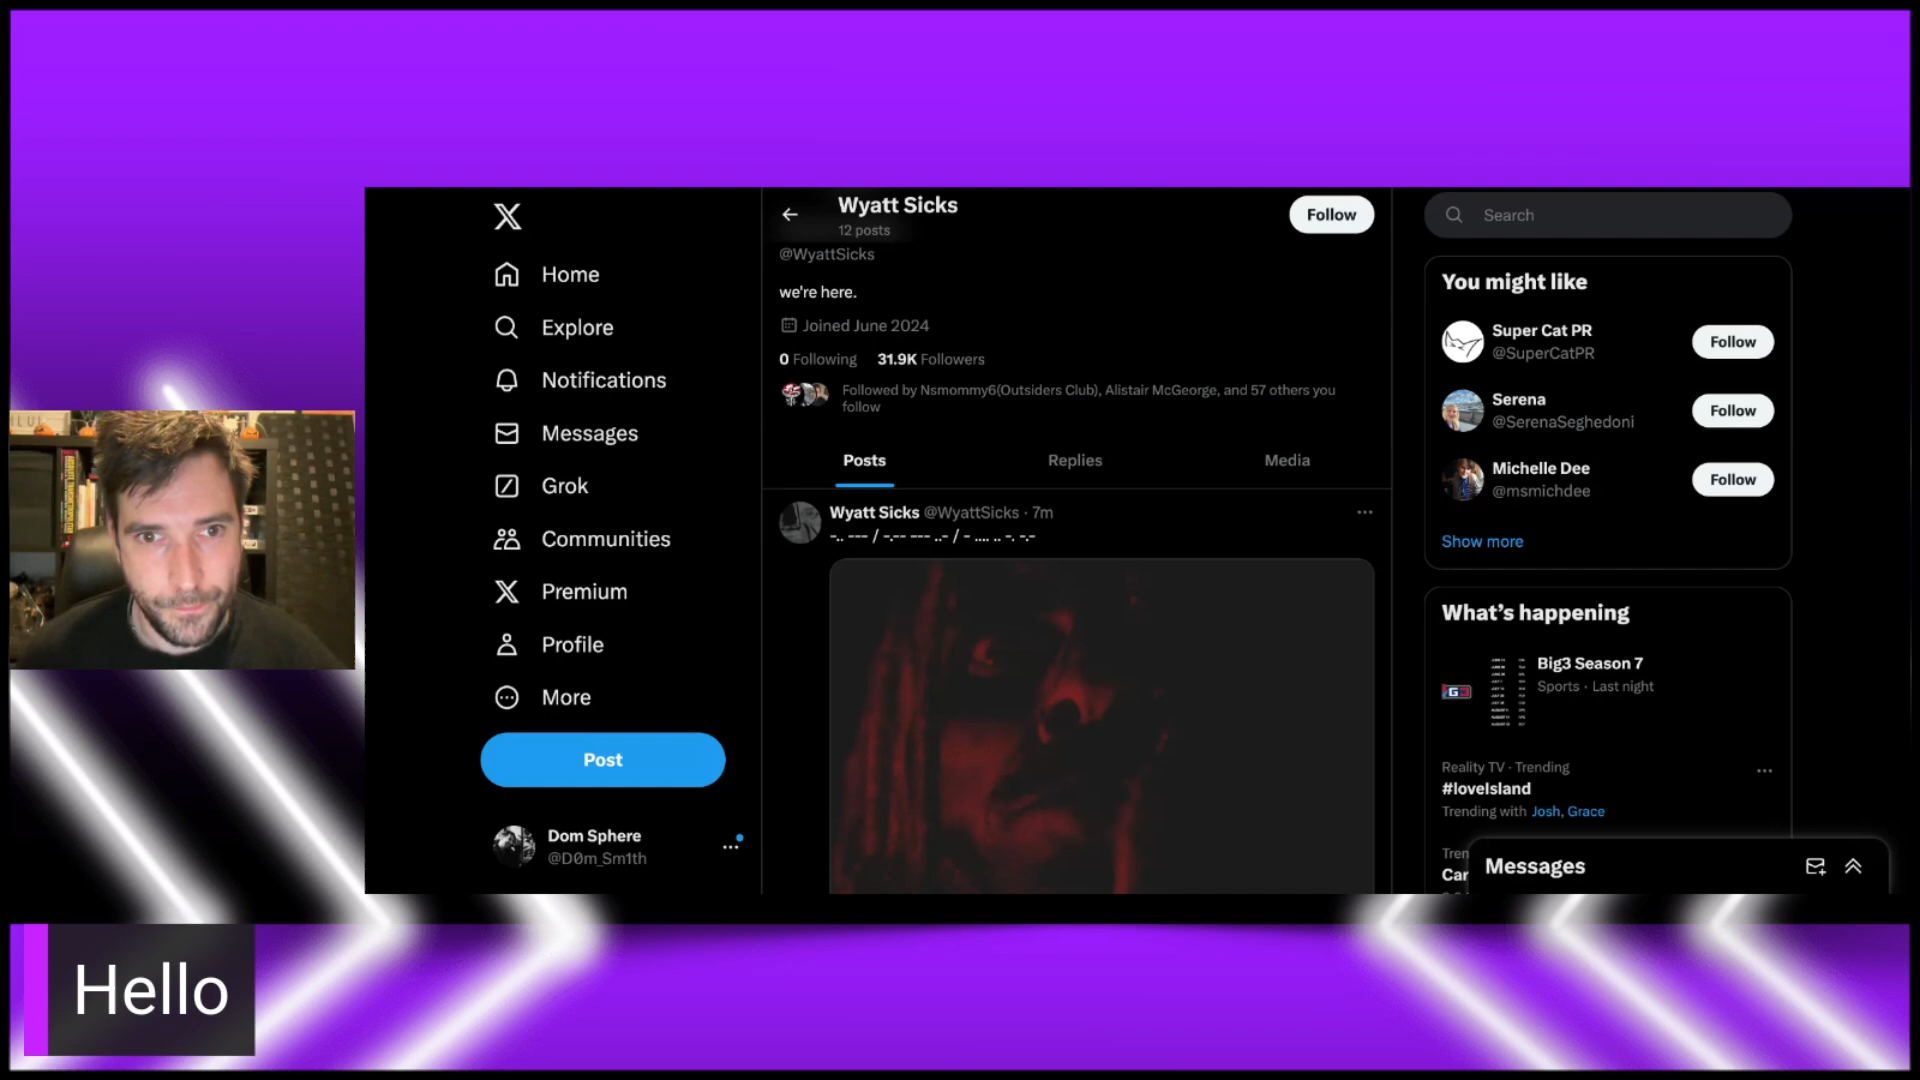 Wyatt Sicks
12 posts
Follow
@WyattSicks
we're here.
Joined June 2024
0 Following 31.9K Followers
Followed by Nsmommy6(Outsiders Club), Alistair McGeorge, and 57 others you
follow
Posts Replies Media
Wyatt Sicks @WyattSicks · 7m
-.. --- / -.-- --- ..- / - .... .. -. -.-
X
Home
Explore
Notifications
Messages
Grok
Communities
Premium
Profile
More
Post
Dom Sphere
@D0m_Sm1th
Search
You might like
Super Cat PR
@SuperCatPR
Follow
Serena
@SerenaSeghedoni
Follow
Michelle Dee
@msmichdee
Follow
Show more
What's happening
Big3 Season 7
Sports · Last night
Reality TV · Trending
#loveIsland
Trending with Josh, Grace
Tren
Car
Messages
Hello